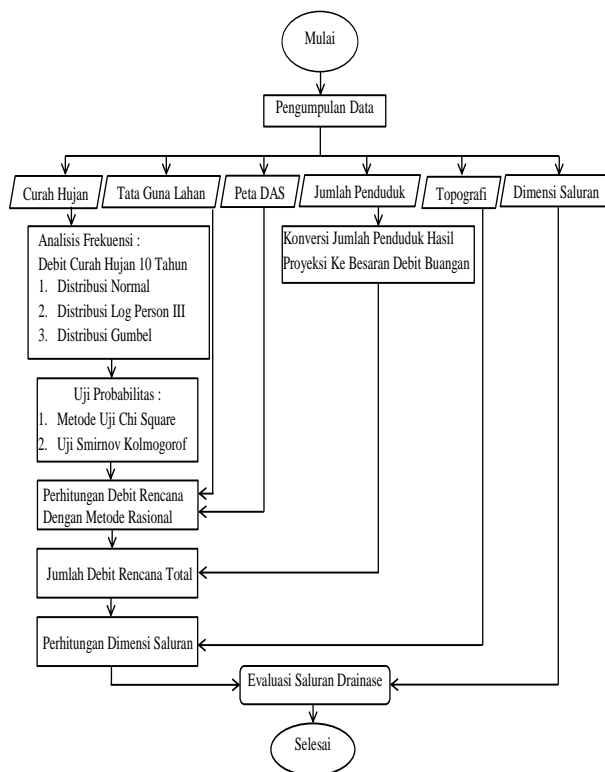 Mulai
Pengumpulan Data
Curah Hujan
Tata Guna Lahan
Peta DAS
Jumlah Penduduk
Topografi
Dimensi Saluran
Analisis Frekuensi :
Debit Curah Hujan 10 Tahun
1. Distribusi Normal
2. Distribusi Log Person III
3. Distribusi Gumbel
Konversi Jumlah Penduduk Hasil
Proyeksi Ke Besaran Debit Buangan
Uji Probabilitas :
1. Metode Uji Chi Square
2. Uji Smirnov Kolmogorof
Perhitungan Debit Rencana
Dengan Metode Rasional
Jumlah Debit Rencana Total
Perhitungan Dimensi Saluran
Evaluasi Saluran Drainase
Selesai